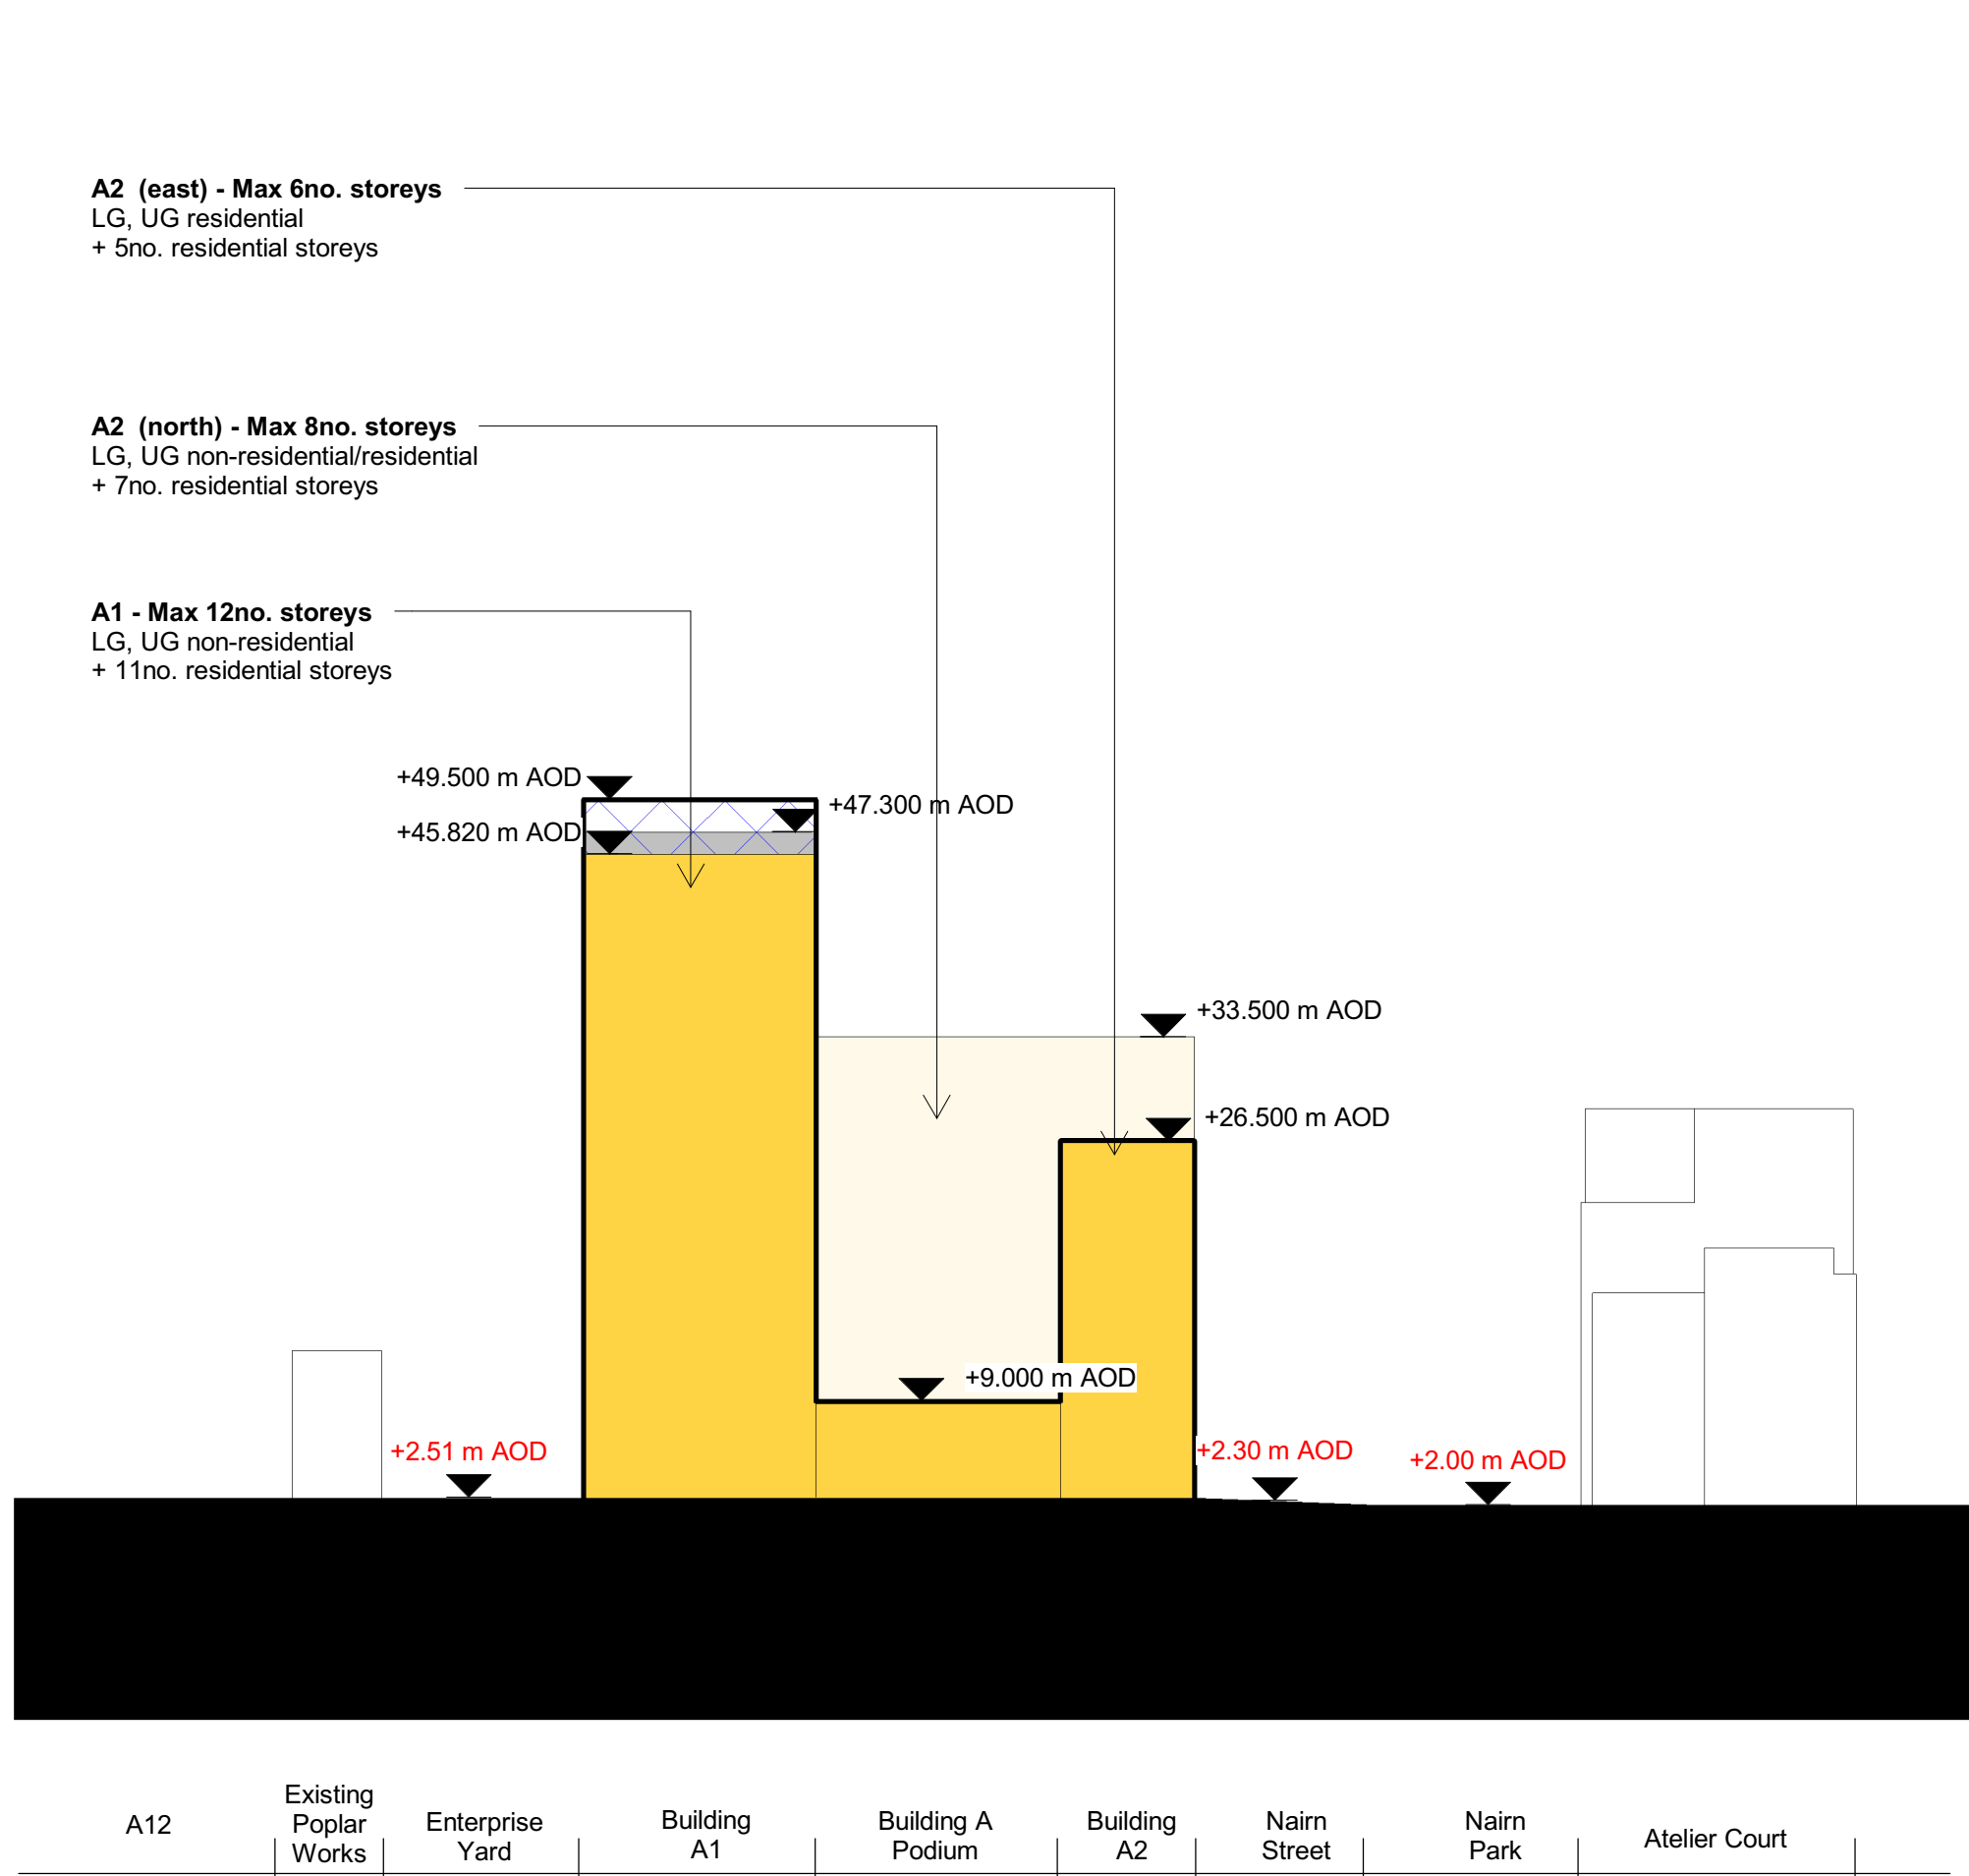 A2 (east) - Max 6no. storeys
LG, UG residential
+ 5no. residential storeys
A2 (north) - Max 8no. storeys
LG, UG non-residential/residential
+ 7no. residential storeys
A1 - Max 12no. storeys
LG, UG non-residential
+ 11no. residential storeys
+49.500 m AOD
+47.300 m AOD
+45.820 m AOD
+33.500 m AOD
+26.500 m AOD
+9.000 m AOD
+2.51 m AOD
+2.30 m AOD
+2.00 m AOD
A12
Existing
Poplar
Works
Enterprise
Yard
Building
A1
Building A
Podium
Building
A2
Nairn
Street
Nairn
Park
Atelier Court